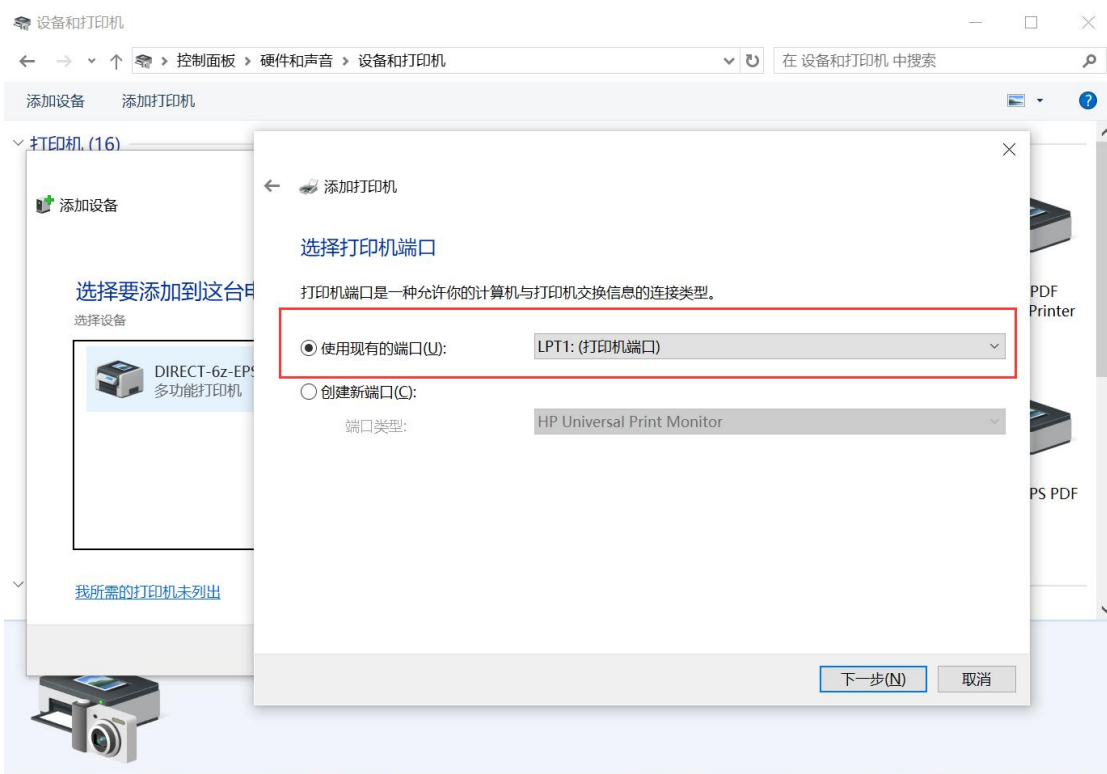 设备和打印机
控制面板 > 硬件和声音 > 设备和打印机
在 设备和打印机 中搜索
添加设备 添加打印机
?
打印机 (16)
添加设备
选择要添加到这台电
选择设备
DIRECT-6z-EPS
多功能打印机
我所需的打印机未列出
添加打印机
选择打印机端口
打印机端口是一种允许你的计算机与打印机交换信息的连接类型。
使用现有的端口(U): LPT1: (打印机端口)
创建新端口(C):
端口类型: HP Universal Print Monitor
下一步(N) 取消
PDF
Printer
PS PDF